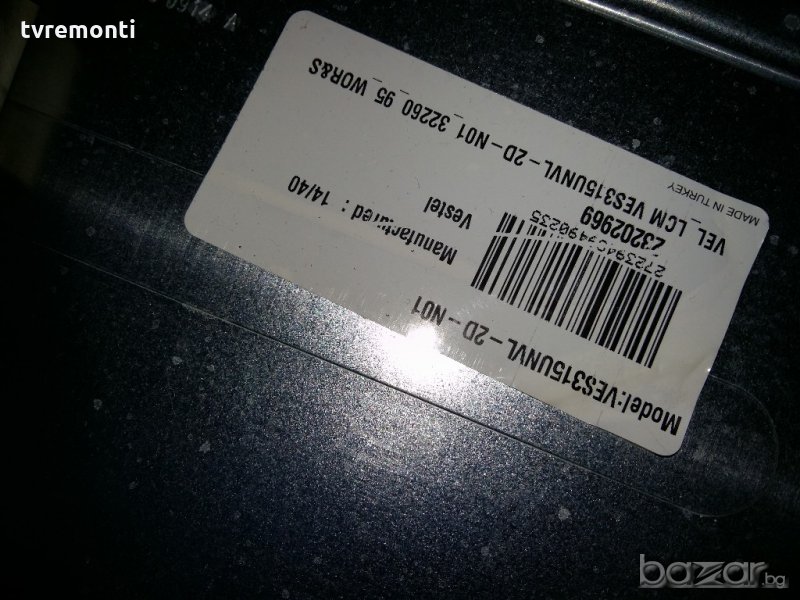 tvremonti
0914 A
Model:VES315UNVL-2D-N01
Manufactured : 14/40
Vestel
23202969
VEL_LCM VES315UNVL-2D-N01_32260_95_WOR&S
MADE IN TURKEY
bazar.bg